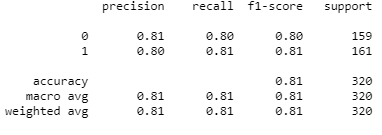 precision recall f1-score support
0 0.81 0.80 0.80 159
1 0.80 0.81 0.81 161
accuracy 0.81 320
macro avg 0.81 0.81 0.81 320
weighted avg 0.81 0.81 0.81 320